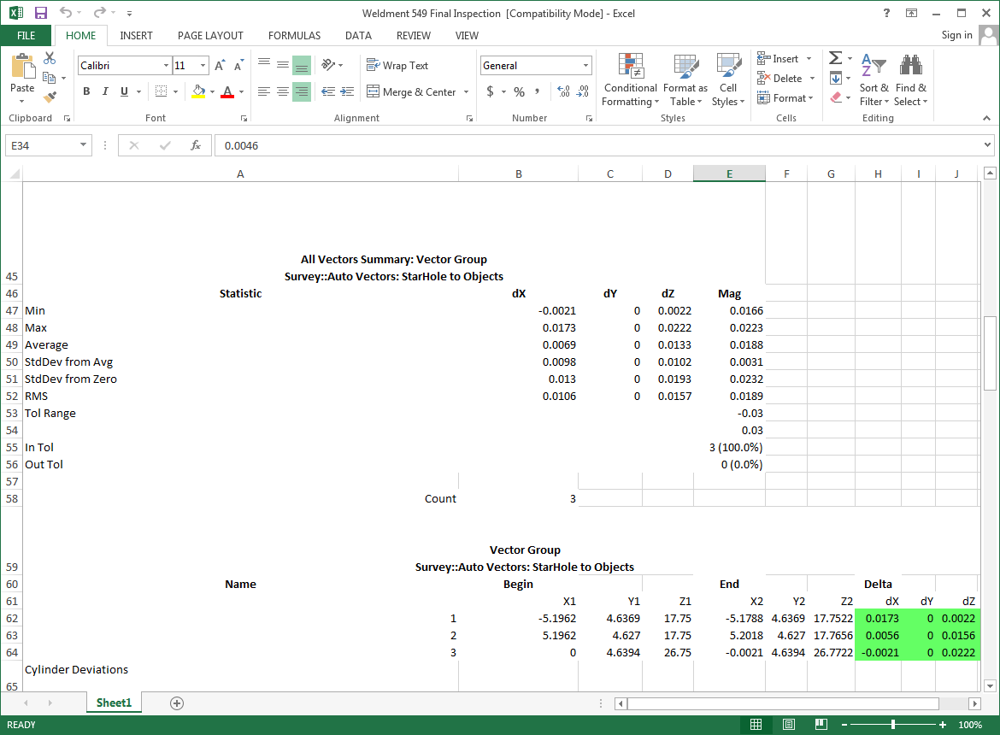 Weldment 549 Final Inspection [Compatibility Mode] - Excel
FILE HOME INSERT PAGE LAYOUT FORMULAS DATA REVIEW VIEW Sign in
Paste
Calibri 11
B I U A
Wrap Text
Merge & Center
General
$ % ,
Conditional Formatting
Format as Table
Cell Styles
Insert
Delete
Format
Sort & Filter
Find & Select
Clipboard Font Alignment Number Styles Cells Editing
E34 fx 0.0046
A B C D E F G H I J
All Vectors Summary: Vector Group
45 Survey::Auto Vectors: StarHole to Objects
46 Statistic dX dY dZ Mag
47 Min -0.0021 0 0.0022 0.0166
48 Max 0.0173 0 0.0222 0.0223
49 Average 0.0069 0 0.0133 0.0188
50 StdDev from Avg 0.0098 0 0.0102 0.0031
51 StdDev from Zero 0.013 0 0.0193 0.0232
52 RMS 0.0106 0 0.0157 0.0189
53 Tol Range -0.03
54 0.03
55 In Tol 3 (100.0%)
56 Out Tol 0 (0.0%)
57
58 Count 3
Vector Group
59 Survey::Auto Vectors: StarHole to Objects
60 Name Begin End Delta
61 X1 Y1 Z1 X2 Y2 Z2 dX dY dZ
62 1 -5.1962 4.6369 17.75 -5.1788 4.6369 17.7522 0.0173 0 0.0022
63 2 5.1962 4.627 17.75 5.2018 4.627 17.7656 0.0056 0 0.0156
64 3 0 4.6394 26.75 -0.0021 4.6394 26.7722 -0.0021 0 0.0222
Cylinder Deviations
65
Sheet1
READY 100%